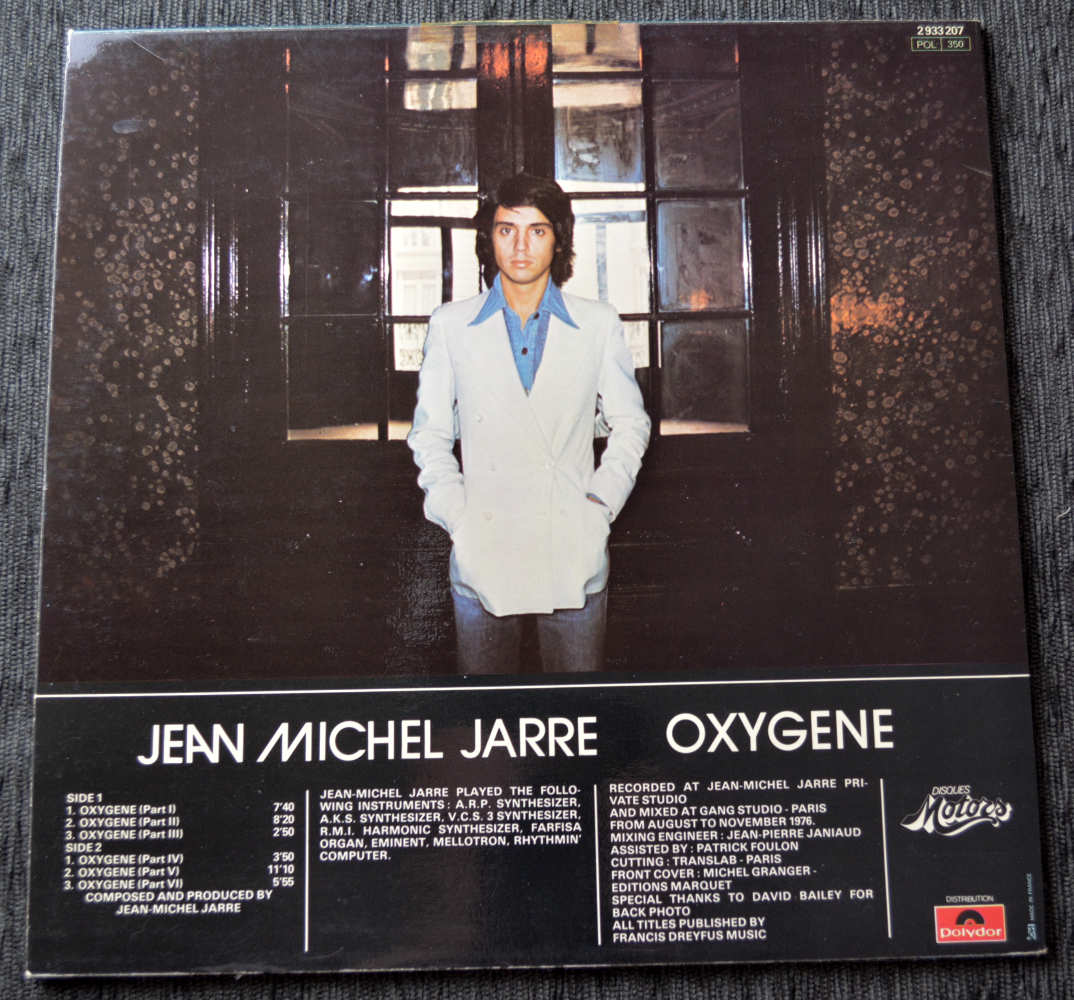 2 933 207
POL 350
JEAN MICHEL JARRE OXYGENE
SIDE 1
1. OXYGENE (Part I) 7'40
2. OXYGENE (Part II) 8'20
3. OXYGENE (Part III) 2'50
SIDE 2
1. OXYGENE (Part IV) 3'50
2. OXYGENE (Part V) 11'10
3. OXYGENE (Part VI) 5'55
COMPOSED AND PRODUCED BY
JEAN-MICHEL JARRE
JEAN-MICHEL JARRE PLAYED THE FOLLO-
WING INSTRUMENTS : A.R.P. SYNTHESIZER,
A.K.S. SYNTHESIZER, V.C.S. 3 SYNTHESIZER,
R.M.I. HARMONIC SYNTHESIZER, FARFISA
ORGAN, EMINENT, MELLOTRON, RHYTHMIN'
COMPUTER.
RECORDED AT JEAN-MICHEL JARRE PRI-
VATE STUDIO
AND MIXED AT GANG STUDIO - PARIS
FROM AUGUST TO NOVEMBER 1976.
MIXING ENGINEER : JEAN-PIERRE JANIAUD
ASSISTED BY : PATRICK FOULON
CUTTING : TRANSLAB - PARIS
FRONT COVER : MICHEL GRANGER -
EDITIONS MARQUET
SPECIAL THANKS TO DAVID BAILEY FOR
BACK PHOTO
ALL TITLES PUBLISHED BY
FRANCIS DREYFUS MUSIC
DISQUES
Motors
DISTRIBUTION
Polydor
MADE IN FRANCE